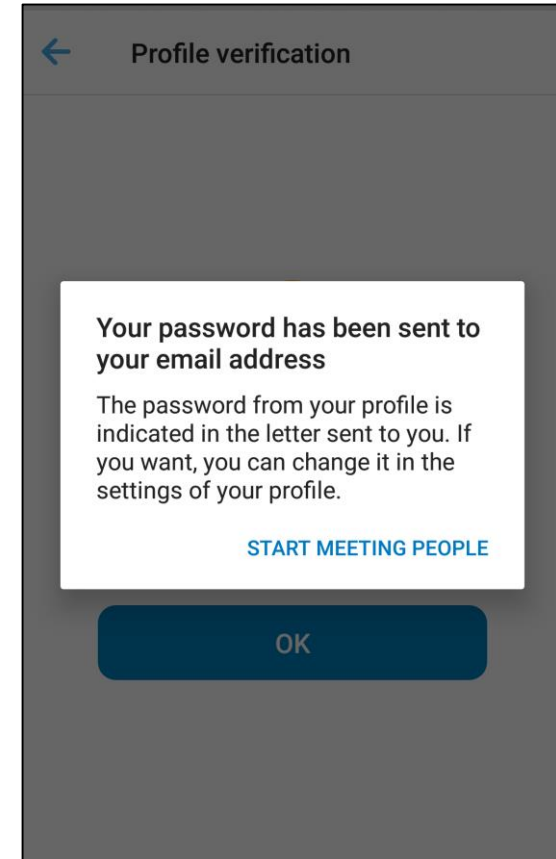 Profile verification
Your password has been sent to
your email address
The password from your profile is
indicated in the letter sent to you. If
you want, you can change it in the
settings of your profile.
START MEETING PEOPLE
OK